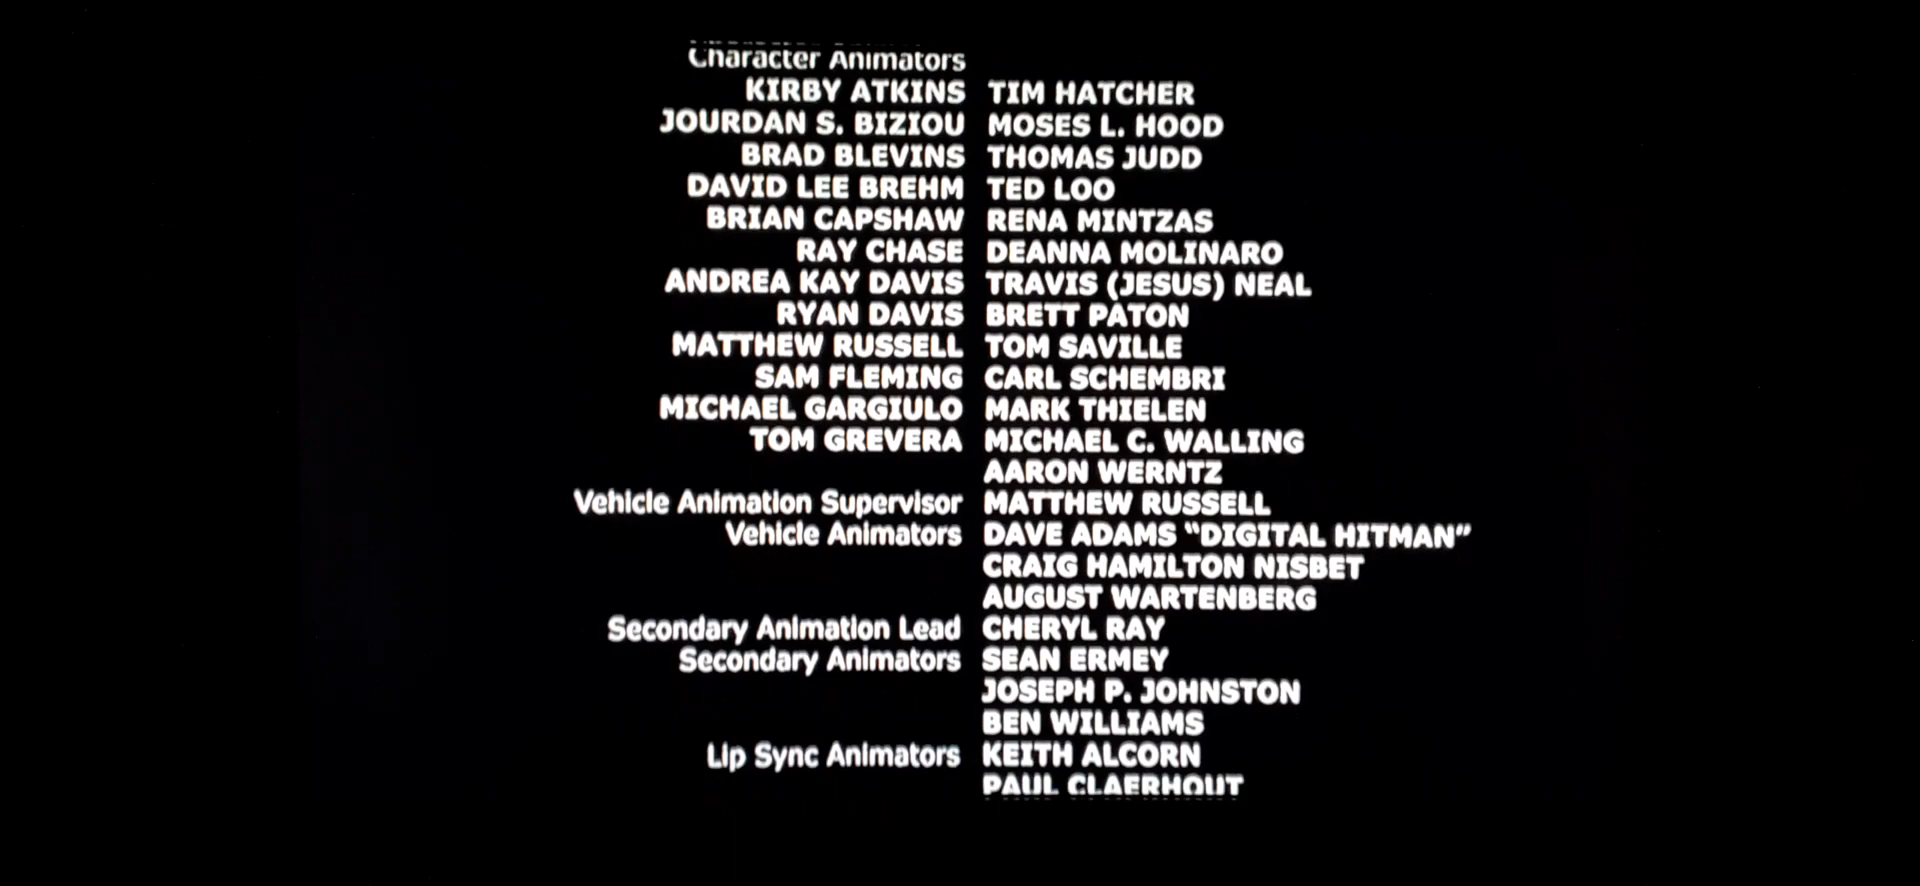 Character Animators
KIRBY ATKINS TIM HATCHER
JOURDAN S. BIZIOU MOSES L. HOOD
BRAD BLEVINS THOMAS JUDD
DAVID LEE BREHM TED LOO
BRIAN CAPSHAW RENA MINTZAS
RAY CHASE DEANNA MOLINARO
ANDREA KAY DAVIS TRAVIS (JESUS) NEAL
RYAN DAVIS BRETT PATON
MATTHEW RUSSELL TOM SAVILLE
SAM FLEMING CARL SCHEMBRI
MICHAEL GARGIULO MARK THIELEN
TOM GREVERA MICHAEL C. WALLING
AARON WERNTZ
Vehicle Animation Supervisor MATTHEW RUSSELL
Vehicle Animators DAVE ADAMS “DIGITAL HITMAN”
CRAIG HAMILTON NISBET
AUGUST WARTENBERG
Secondary Animation Lead CHERYL RAY
Secondary Animators SEAN ERMEY
JOSEPH P. JOHNSTON
BEN WILLIAMS
Lip Sync Animators KEITH ALCORN
PAUL CLAERHOUT